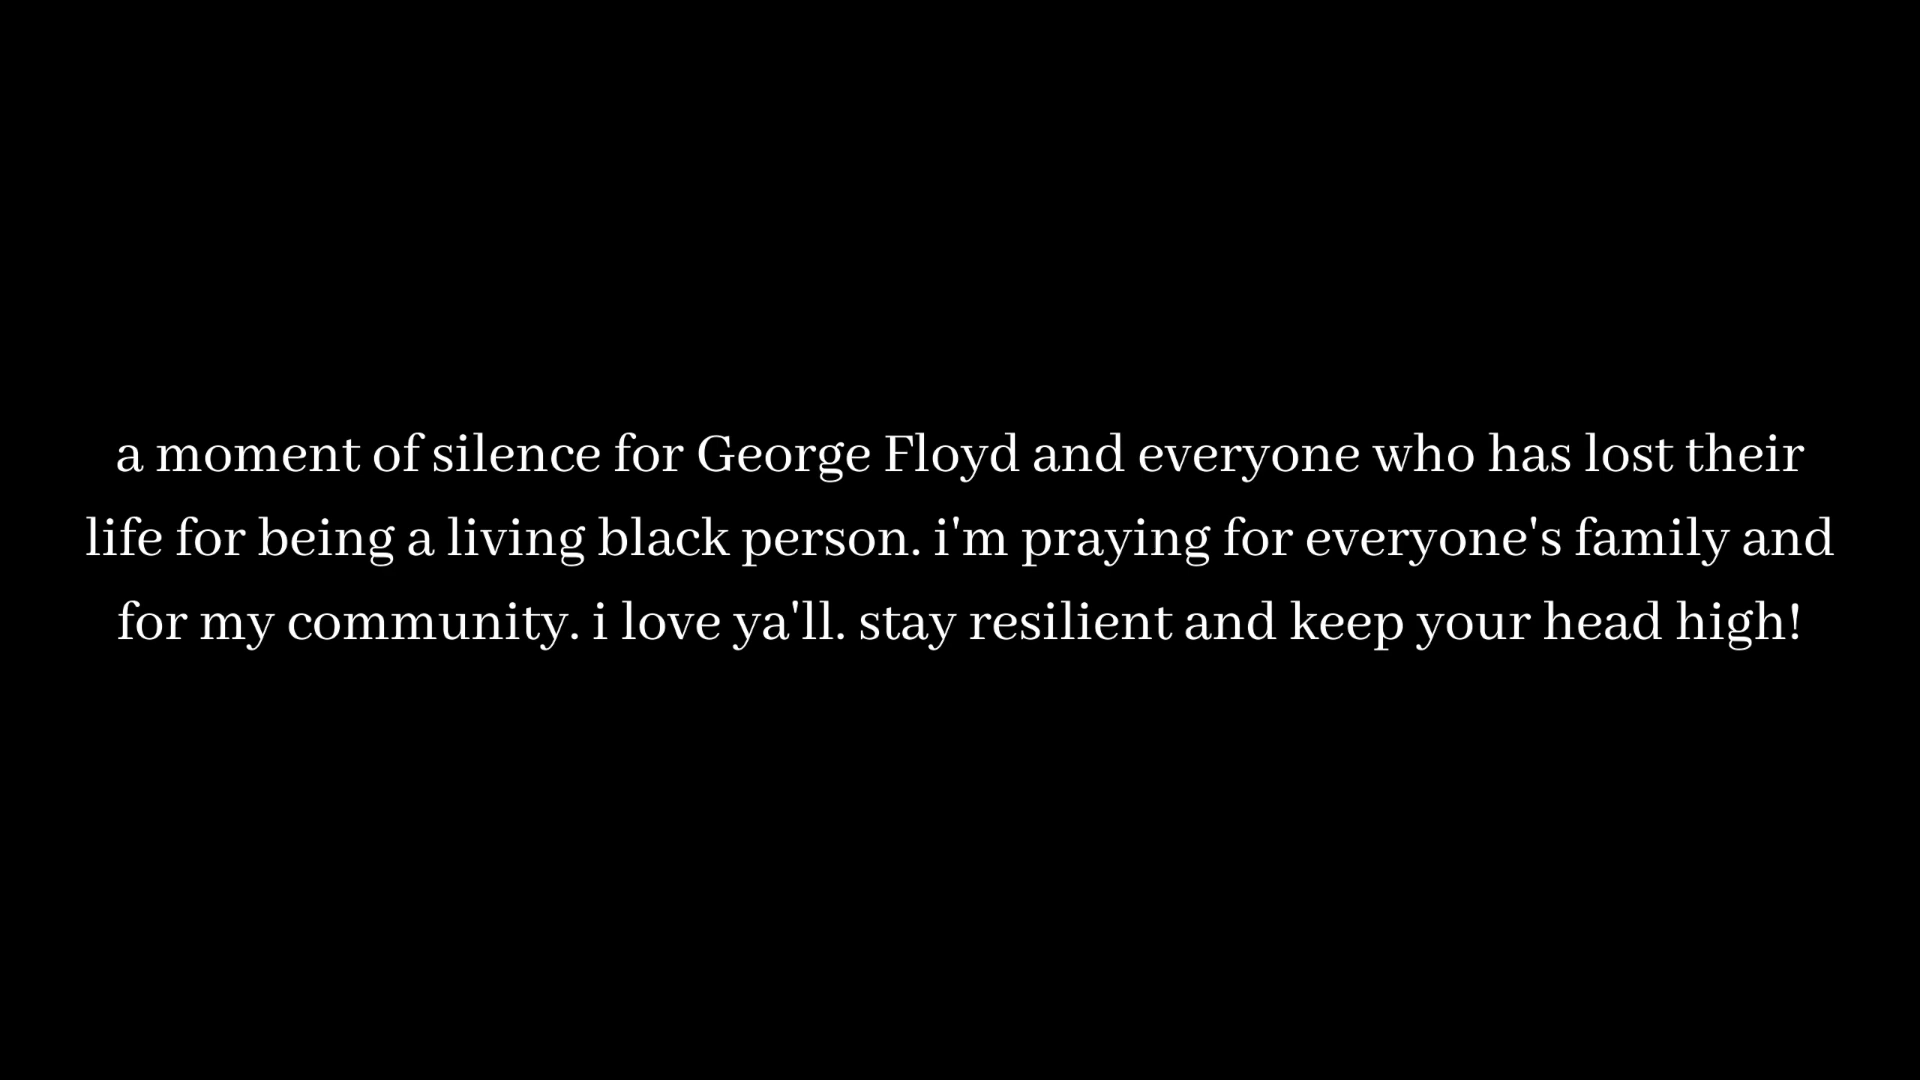 a moment of silence for George Floyd and everyone who has lost their
life for being a living black person. i'm praying for everyone's family and
for my community. i love ya'll. stay resilient and keep your head high!